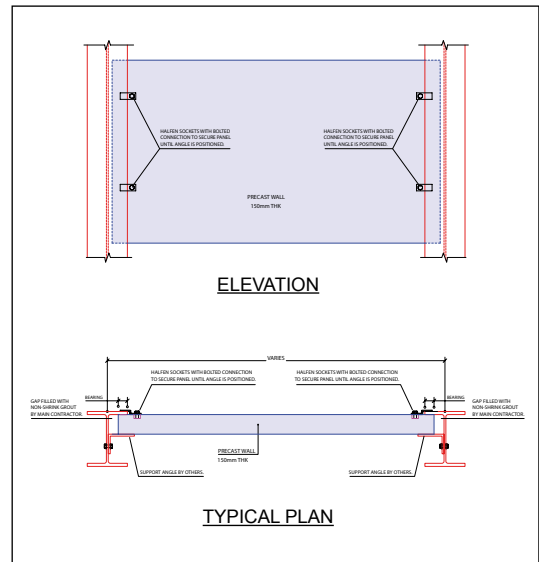 HALFEN SOCKETS WITH BOLTED
CONNECTION TO SECURE PANEL
UNTIL ANGLE IS POSITIONED.
HALFEN SOCKETS WITH BOLTED
CONNECTION TO SECURE PANEL
UNTIL ANGLE IS POSITIONED.
PRECAST WALL
150mm THK
ELEVATION
VARIES
HALFEN SOCKETS WITH BOLTED CONNECTION
TO SECURE PANEL UNTIL ANGLE IS POSITIONED.
HALFEN SOCKETS WITH BOLTED CONNECTION
TO SECURE PANEL UNTIL ANGLE IS POSITIONED.
BEARING
BEARING
GAP FILLED WITH
NON-SHRINK GROUT
BY MAIN CONTRACTOR.
GAP FILLED WITH
NON-SHRINK GROUT
BY MAIN CONTRACTOR.
PRECAST WALL
150mm THK
SUPPORT ANGLE BY OTHERS.
SUPPORT ANGLE BY OTHERS.
TYPICAL PLAN